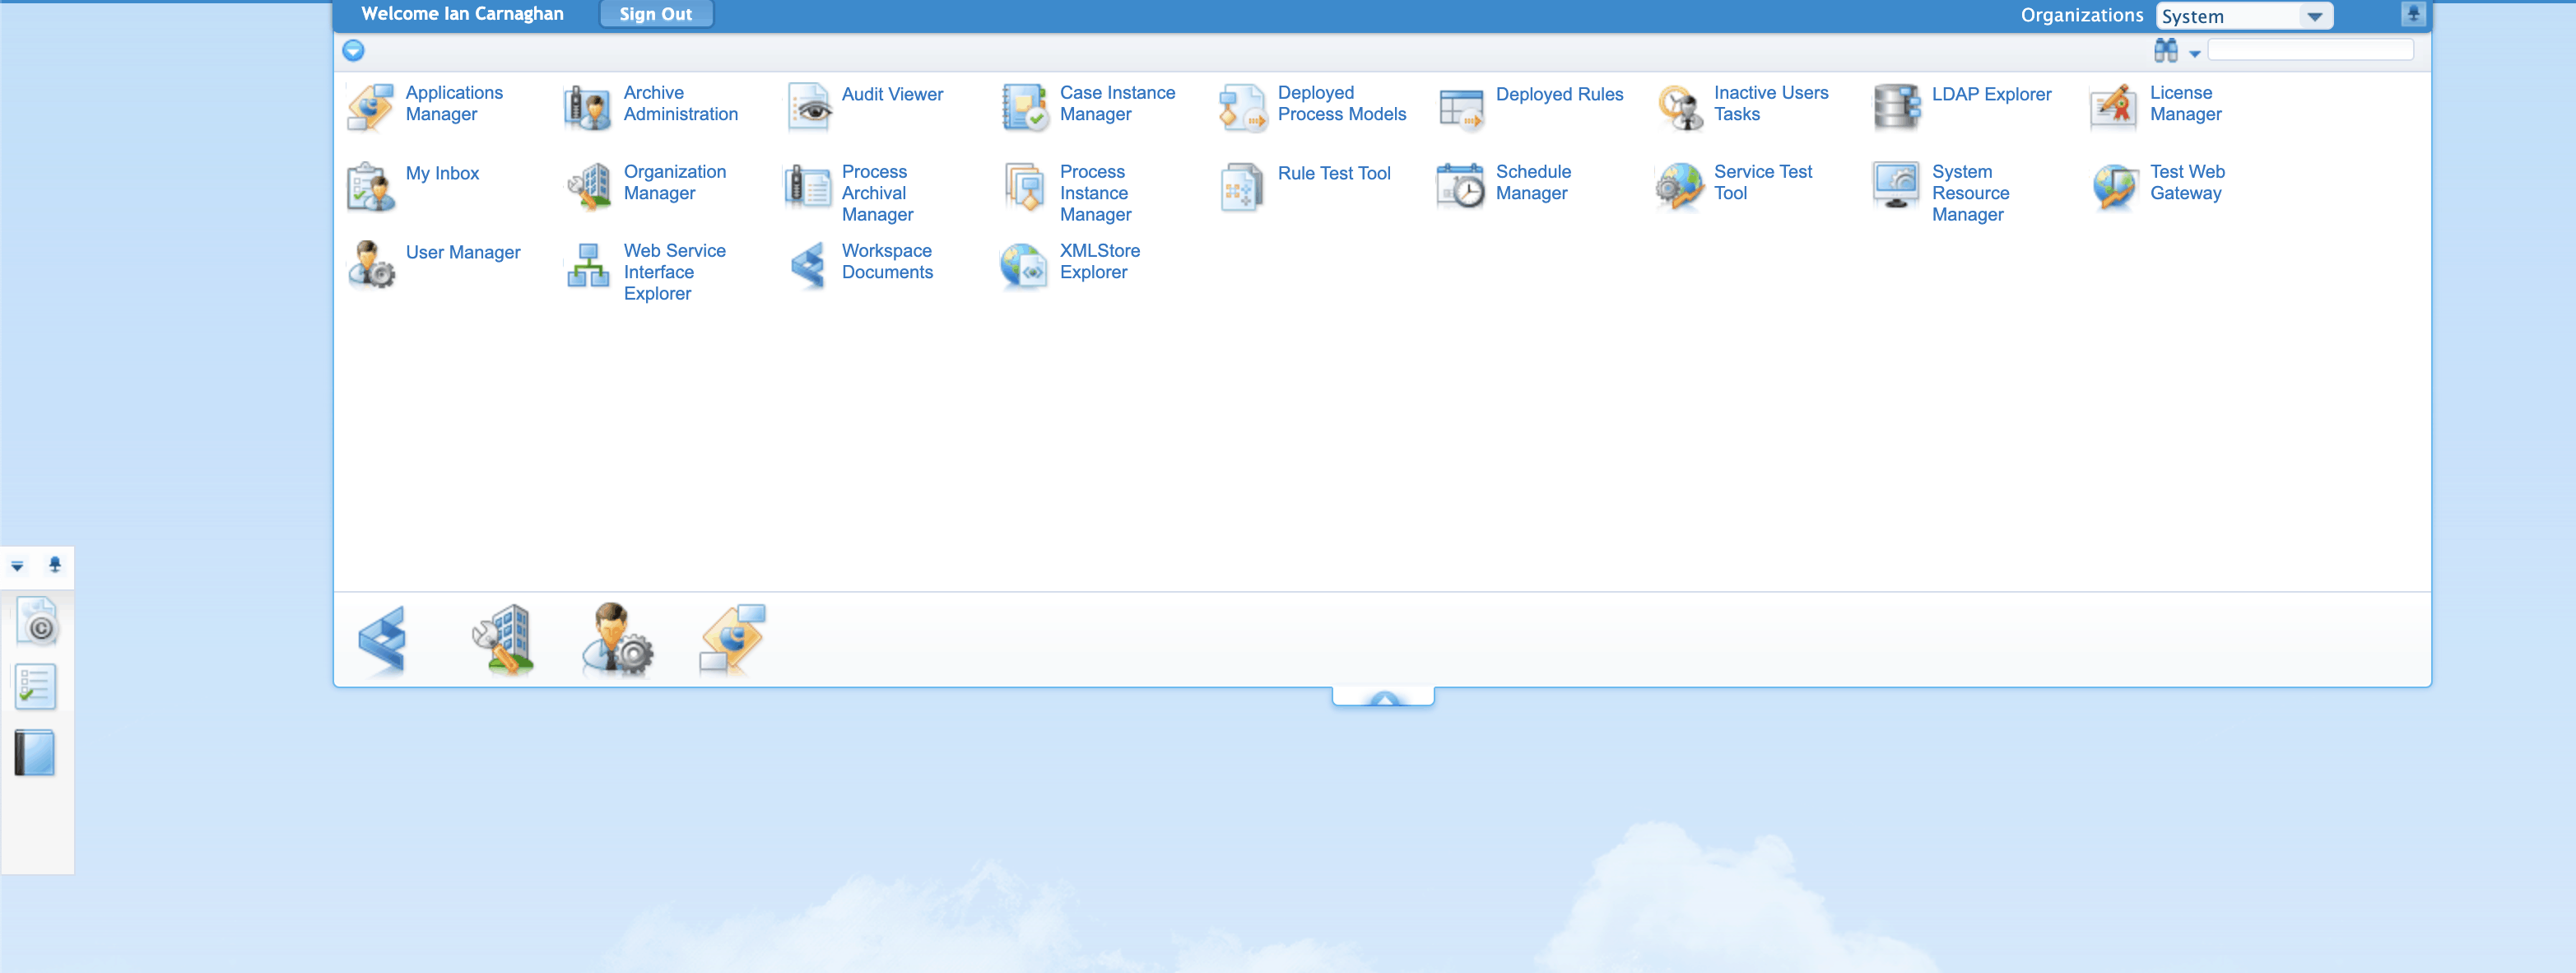 Welcome Ian Carnaghan
Sign Out
Organizations
System
Applications
Manager
Archive
Administration
Audit Viewer
Case Instance
Manager
Deployed
Process Models
Deployed Rules
Inactive Users
Tasks
LDAP Explorer
License
Manager
My Inbox
Organization
Manager
Process
Archival
Manager
Process
Instance
Manager
Rule Test Tool
Schedule
Manager
Service Test
Tool
System
Resource
Manager
Test Web
Gateway
User Manager
Web Service
Interface
Explorer
Workspace
Documents
XMLStore
Explorer